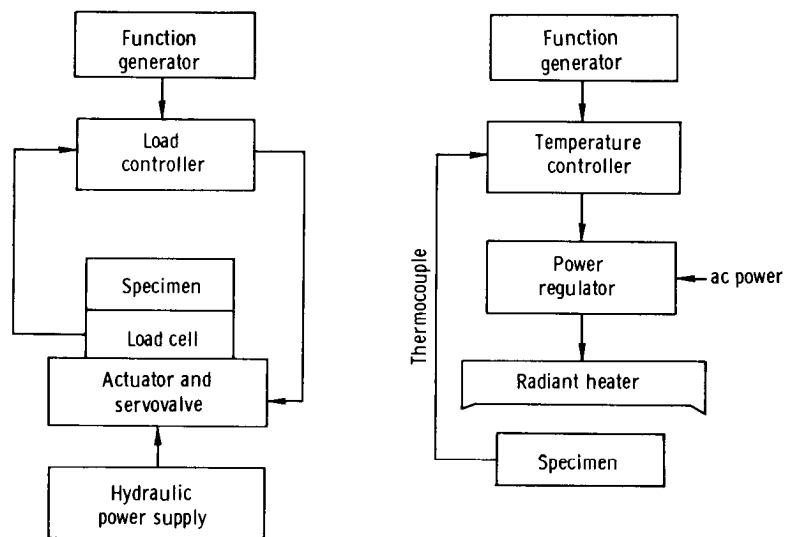 Function
generator
Load
controller
Specimen
Load cell
Actuator and
servovalve
Hydraulic
power supply
Function
generator
Temperature
controller
Thermocouple
Power
regulator
ac power
Radiant heater
Specimen